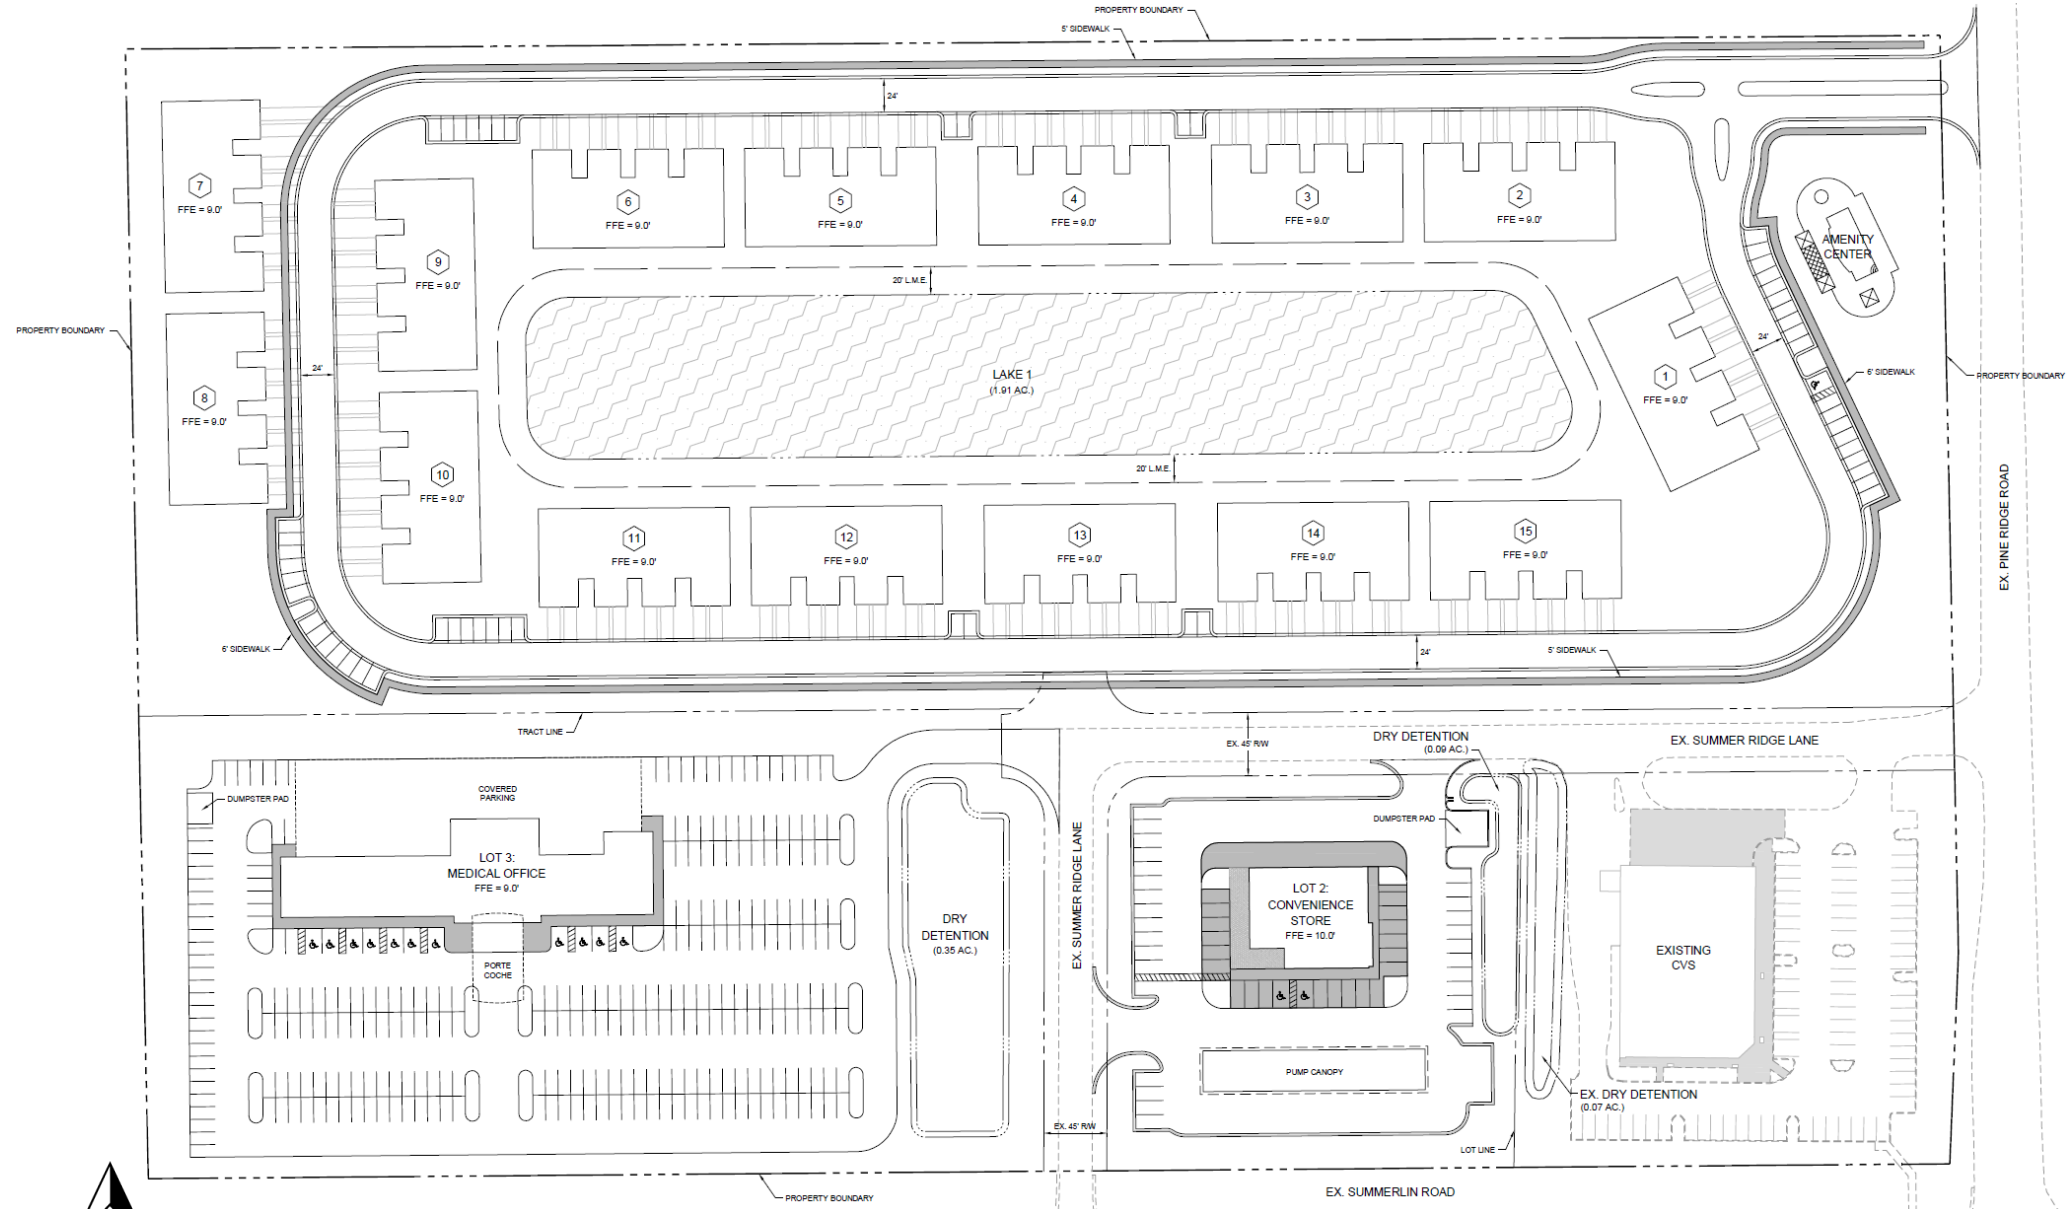 PROPERTY BOUNDARY
5' SIDEWALK
24'
7
FFE = 9.0'
6
FFE = 9.0'
5
FFE = 9.0'
4
FFE = 9.0'
3
FFE = 9.0'
2
FFE = 9.0'
AMENITY
CENTER
9
FFE = 9.0'
20' L.M.E.
PROPERTY BOUNDARY
24'
24'
8
FFE = 9.0'
LAKE 1
(1.91 AC.)
1
FFE = 9.0'
6' SIDEWALK
PROPERTY BOUNDARY
10
FFE = 9.0'
20' L.M.E.
EX. PINE RIDGE ROAD
11
FFE = 9.0'
12
FFE = 9.0'
13
FFE = 9.0'
14
FFE = 9.0'
15
FFE = 9.0'
6' SIDEWALK
24'
5' SIDEWALK
TRACT LINE
EX. 45' R/W
DRY DETENTION
(0.09 AC.)
EX. SUMMER RIDGE LANE
DUMPSTER PAD
COVERED
PARKING
DUMPSTER PAD
EX. SUMMER RIDGE LANE
LOT 3:
MEDICAL OFFICE
FFE = 9.0'
LOT 2:
CONVENIENCE
STORE
FFE = 10.0'
DRY
DETENTION
(0.35 AC.)
EXISTING
CVS
PORTE
COCHE
PUMP CANOPY
EX. DRY DETENTION
(0.07 AC.)
EX. 45' R/W
LOT LINE
PROPERTY BOUNDARY
EX. SUMMERLIN ROAD